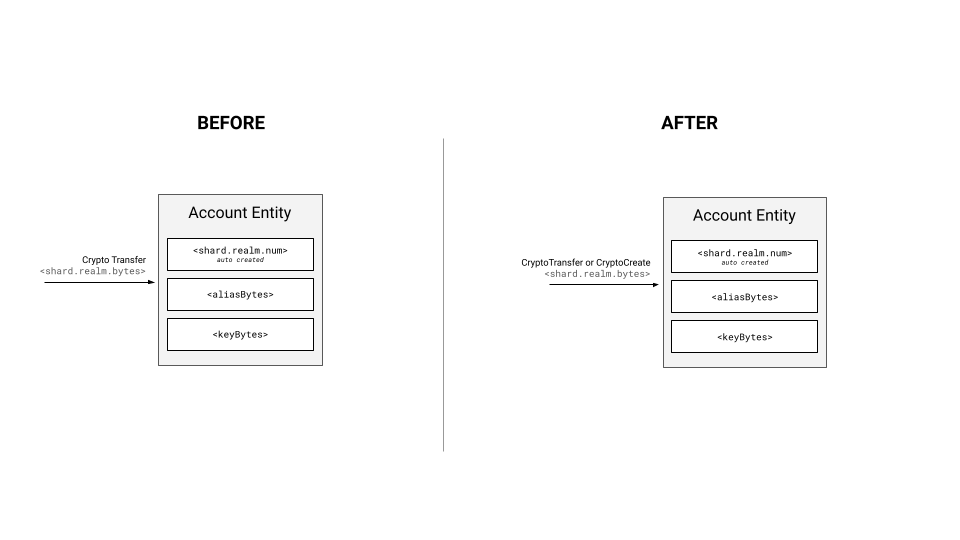 BEFORE
Account Entity
<shard.realm.num>
auto created
Crypto Transfer
<shard.realm.bytes>
<aliasBytes>
<keyBytes>
AFTER
Account Entity
<shard.realm.num>
auto created
CryptoTransfer or CryptoCreate
<shard.realm.bytes>
<aliasBytes>
<keyBytes>